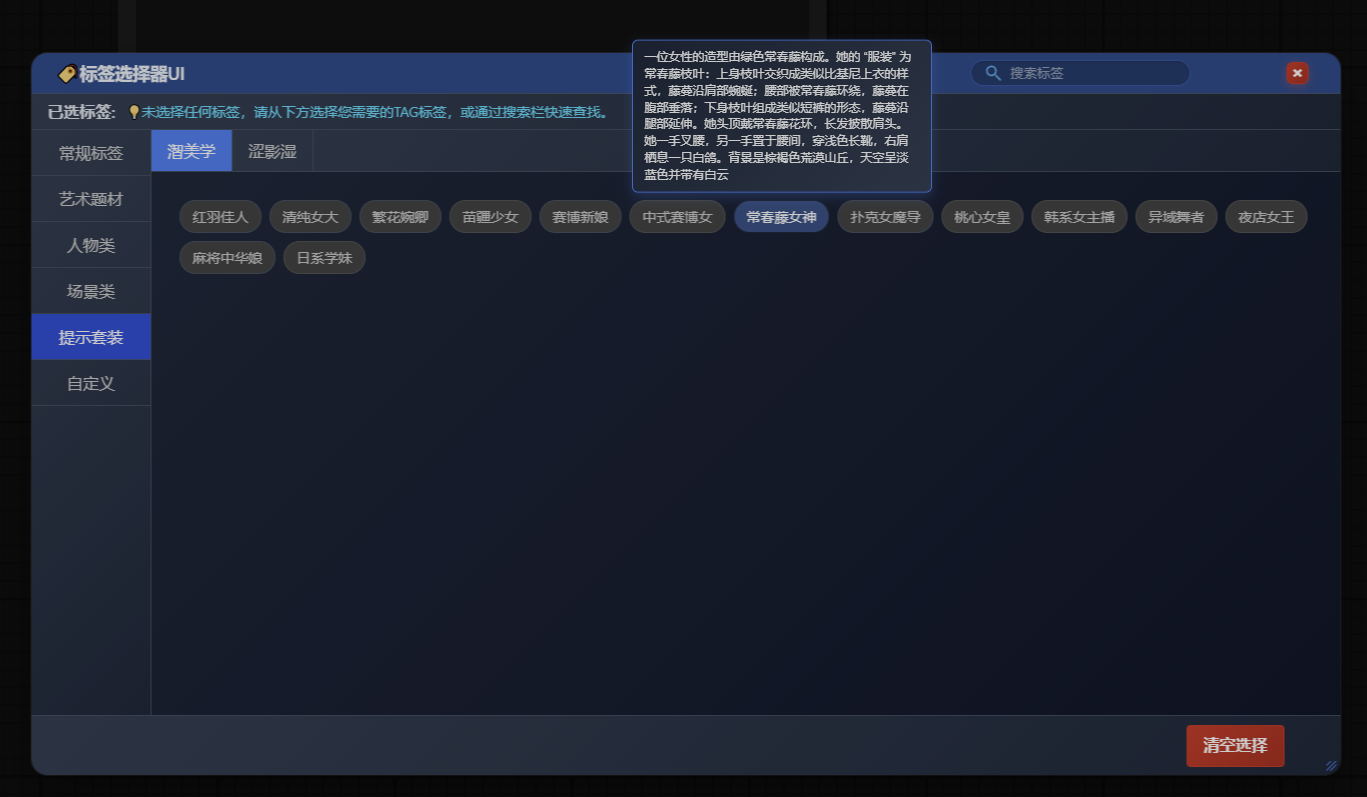 标签选择器UI
搜索标签
已选标签:
未选择任何标签，请从下方选择您需要的TAG标签，或通过搜索栏快速查找。
一位女性的造型由绿色常春藤构成。她的 “服装” 为
常春藤枝叶：上身枝叶交织成类似比基尼上衣的样
式，藤蔓沿肩部蜿蜒；腰部被常春藤环绕，藤蔓在
腹部垂落；下身枝叶组成类似短裤的形态，藤蔓沿
腿部延伸。她头顶戴常春藤花环，长发披散肩头。
她一手叉腰，另一手置于腰间，穿浅色长靴，右肩
栖息一只白鸽。背景是棕褐色荒漠山丘，天空呈淡
蓝色并带有白云
常规标签
艺术题材
人物类
场景类
提示套装
自定义
溜美学
涩影湿
红羽佳人
清纯女大
繁花婉卿
苗疆少女
赛博新娘
中式赛博女
常春藤女神
扑克女魔导
桃心女皇
韩系女主播
异域舞者
夜店女王
麻将中华娘
日系学妹
清空选择